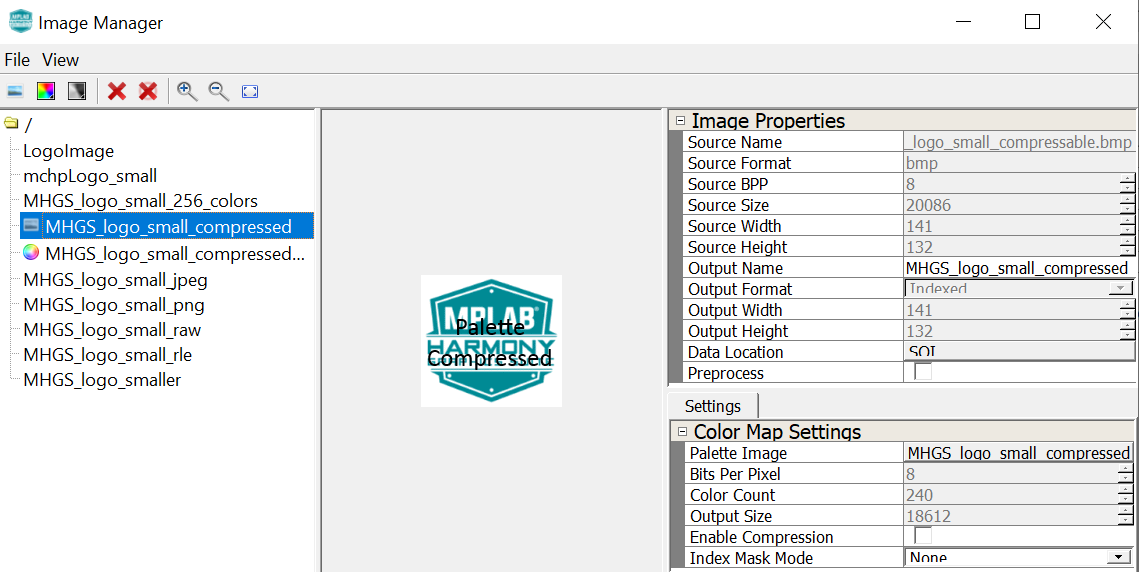 Image Manager
File View
/
LogoImage
mchpLogo_small
MHGS_logo_small_256_colors
MHGS_logo_small_compressed
MHGS_logo_small_compressed...
MHGS_logo_small_jpeg
MHGS_logo_small_png
MHGS_logo_small_raw
MHGS_logo_small_rle
MHGS_logo_smaller
MPLAB®
Palette
HARMONY
Compressed
Image Properties
Source Name _logo_small_compressable.bmp
Source Format bmp
Source BPP 8
Source Size 20086
Source Width 141
Source Height 132
Output Name MHGS_logo_small_compressed
Output Format Indexed
Output Width 141
Output Height 132
Data Location SQI
Preprocess
Settings
Color Map Settings
Palette Image MHGS_logo_small_compressed
Bits Per Pixel 8
Color Count 240
Output Size 18612
Enable Compression
Index Mask Mode None